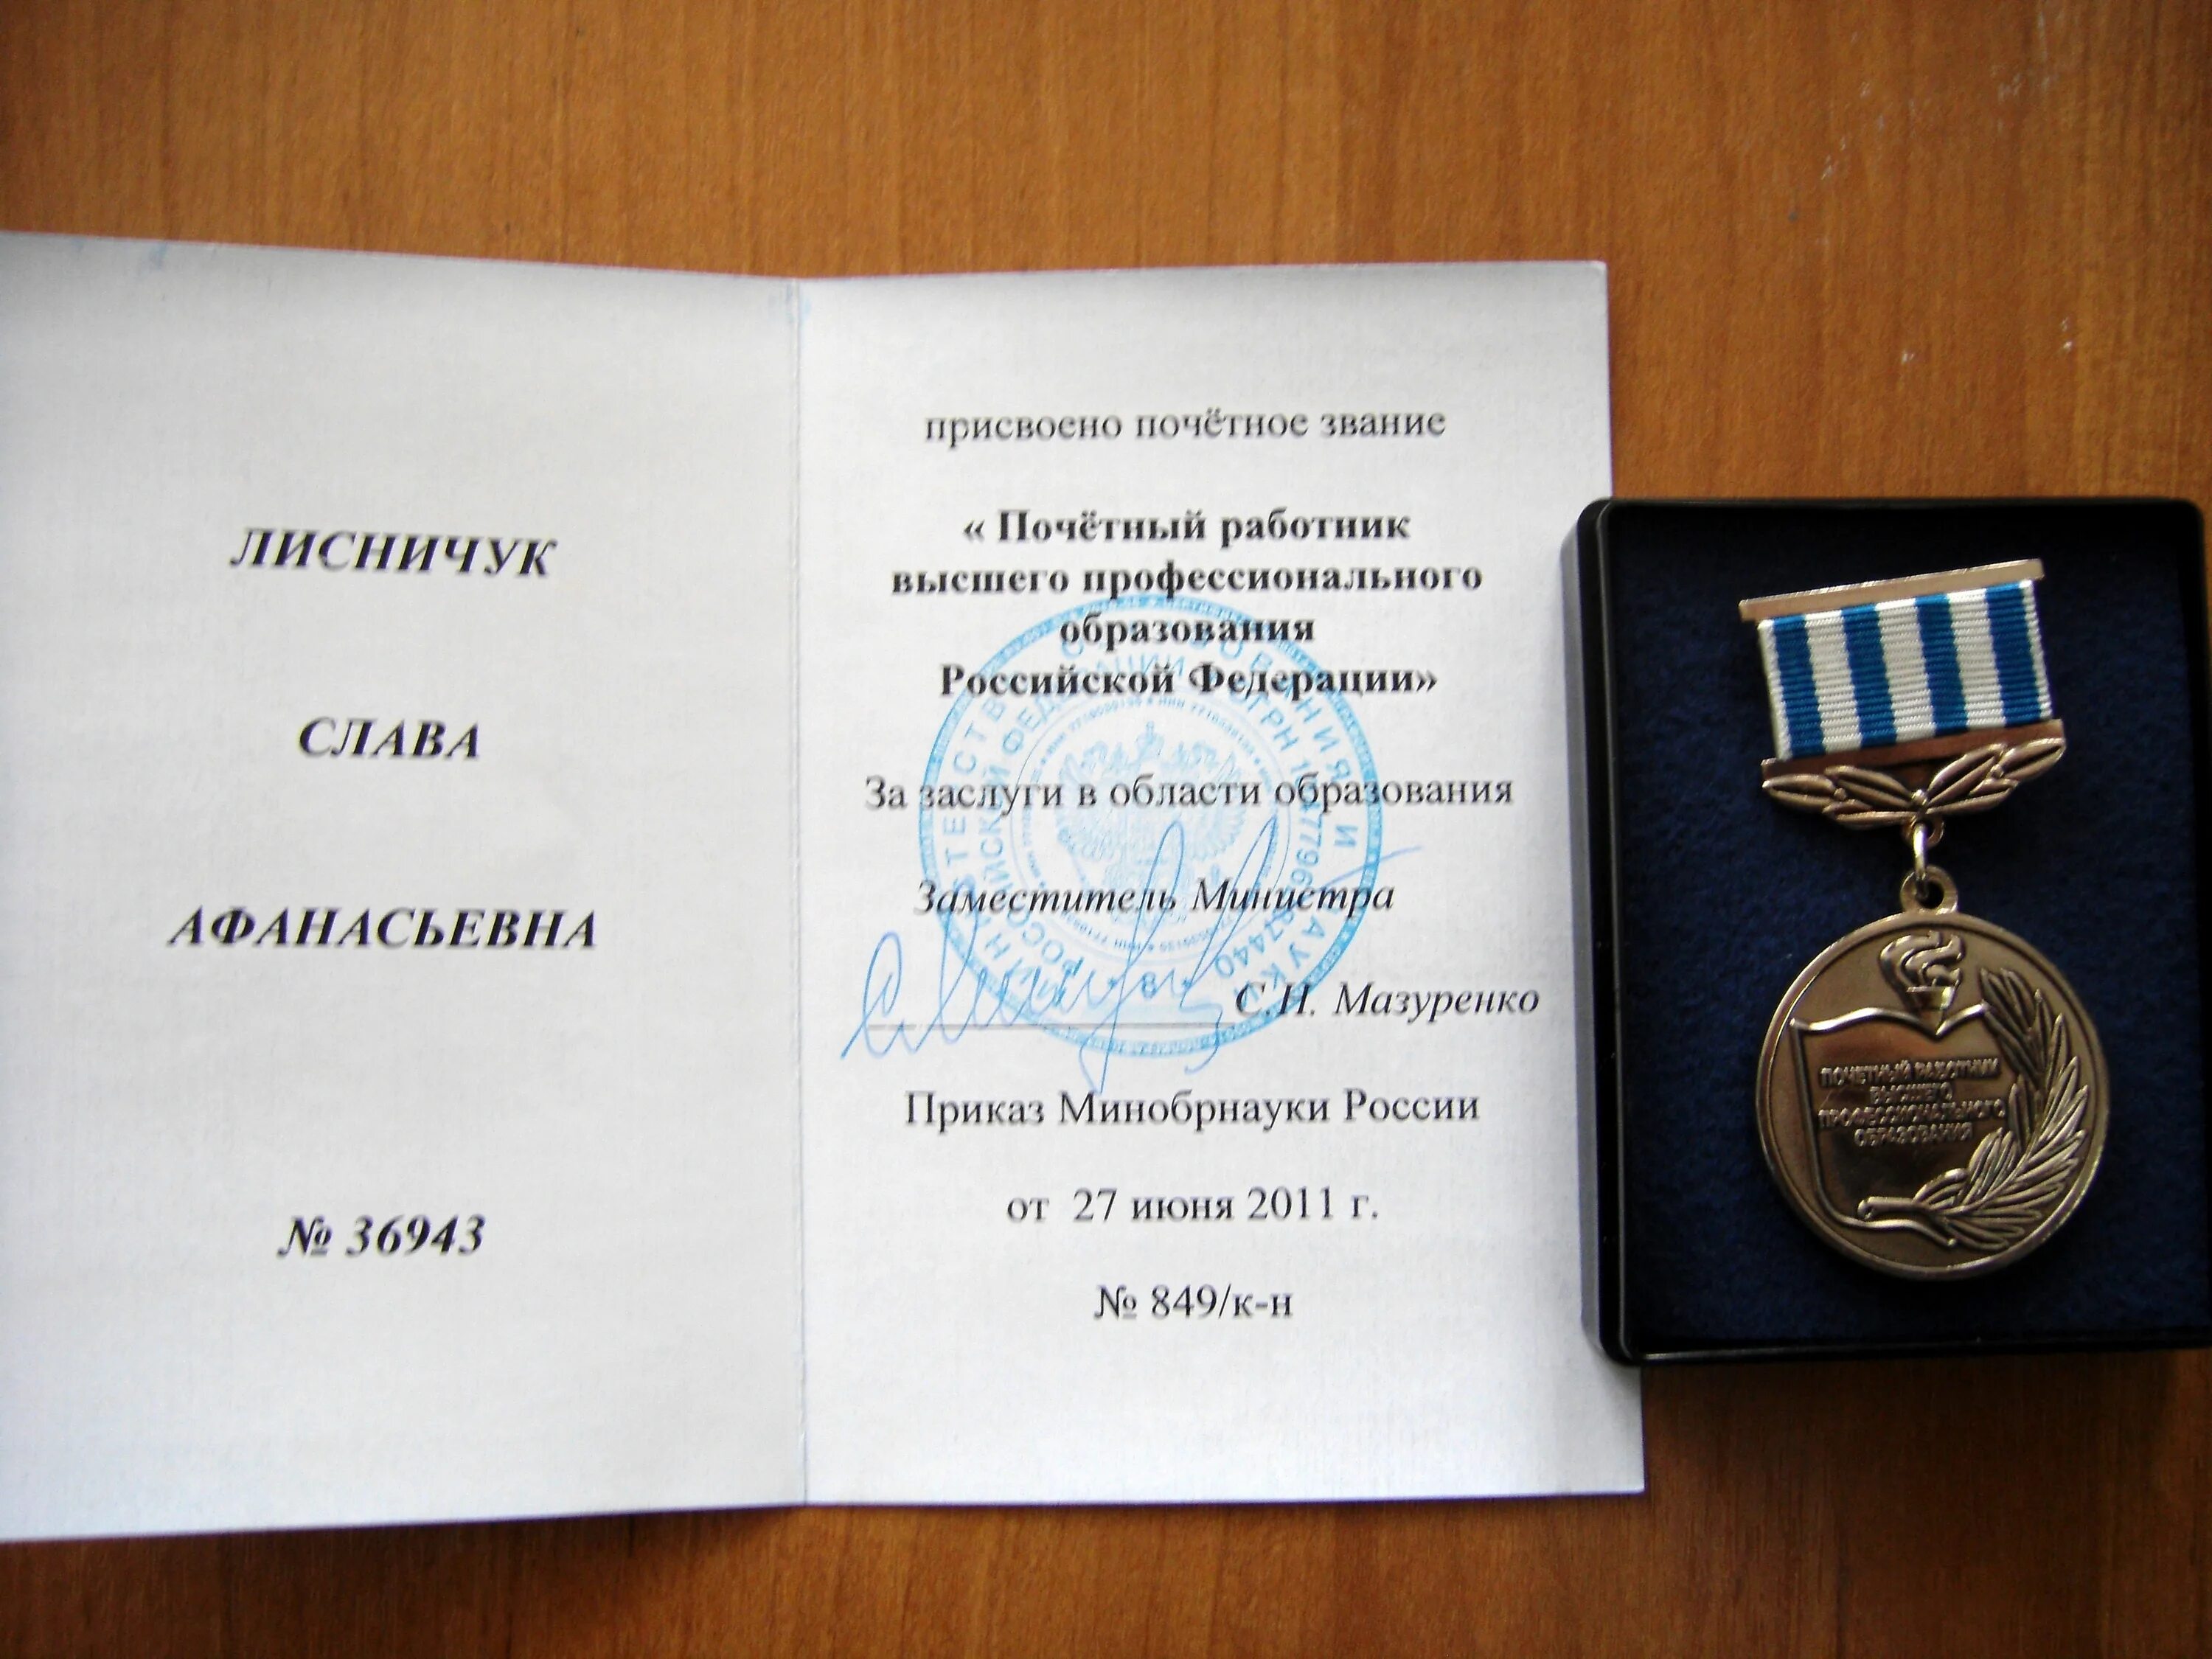 ЛИСНИЧУК
СЛАВА
АФАНАСЬЕВНА
№ 36943
присвоено почётное звание
« Почётный работник
высшего профессионального
образования
Российской Федерации»
За заслуги в области образования
Заместитель Министра
С.Н. Мазуренко
Приказ Минобрнауки России
от 27 июня 2011 г.
№ 849/к-н
ПОЧЕТНЫЙ РАБОТНИК
ВЫСШЕГО
ПРОФЕССИОНАЛЬНОГО
ОБРАЗОВАНИЯ